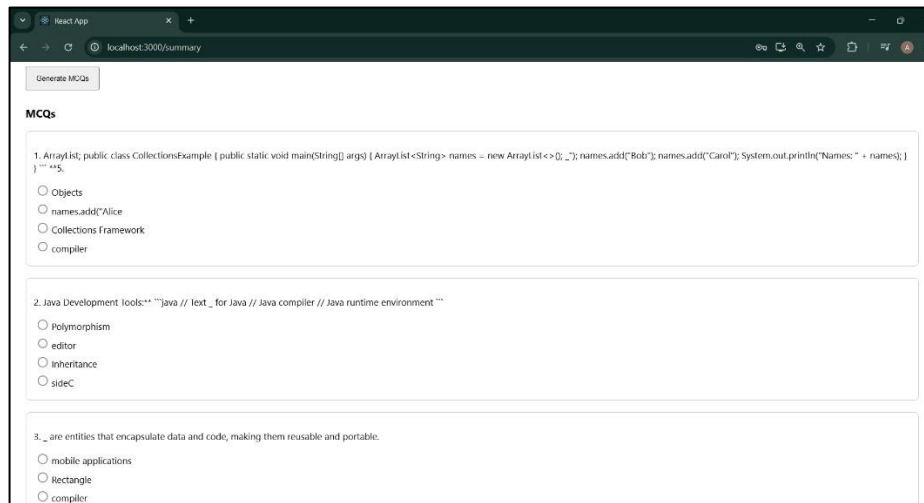 React App
localhost:3000/summary
A
Generate MCQs
MCQs
1. ArrayList; public class CollectionsExample { public static void main(String[] args) { ArrayList<String> names = new ArrayList<>(); _"); names.add("Bob"); names.add("Carol"); System.out.println("Names: " + names); }
} ``` **5.
Objects
names.add("Alice
Collections Framework
compiler
2. Java Development Tools:** ```java // Text _ for Java // Java compiler // Java runtime environment ```
Polymorphism
editor
Inheritance
sideC
3. _ are entities that encapsulate data and code, making them reusable and portable.
mobile applications
Rectangle
compiler